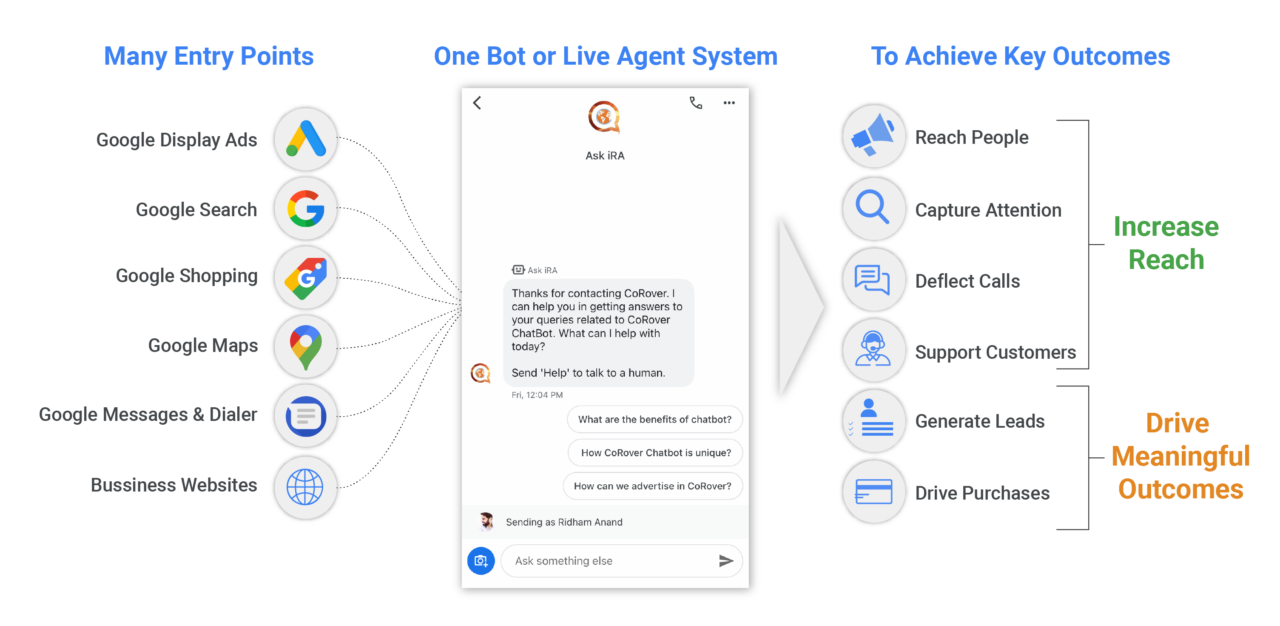 Many Entry Points
Google Display Ads
Google Search
Google Shopping
Google Maps
Google Messages & Dialer
Bussiness Websites
One Bot or Live Agent System
Ask iRA
Ask iRA
Thanks for contacting CoRover. I
can help you in getting answers to
your queries related to CoRover
ChatBot. What can I help with
today?
Send 'Help' to talk to a human.
Fri, 12:04 PM
What are the benefits of chatbot?
How CoRover Chatbot is unique?
How can we advertise in CoRover?
Sending as Ridham Anand
Ask something else
To Achieve Key Outcomes
Reach People
Capture Attention
Deflect Calls
Support Customers
Generate Leads
Drive Purchases
Increase
Reach
Drive
Meaningful
Outcomes